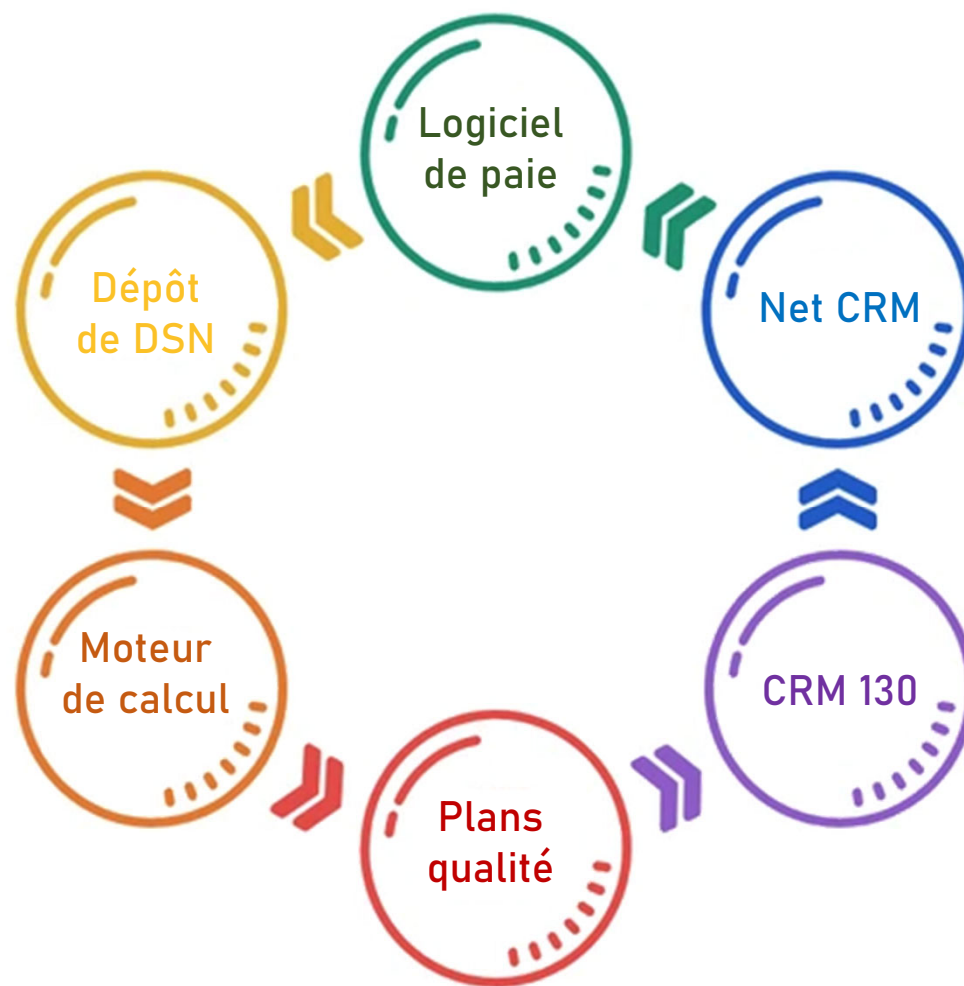 Logiciel
de paie
Dépôt
de DSN
Net CRM
Moteur
de calcul
CRM 130
Plans
qualité